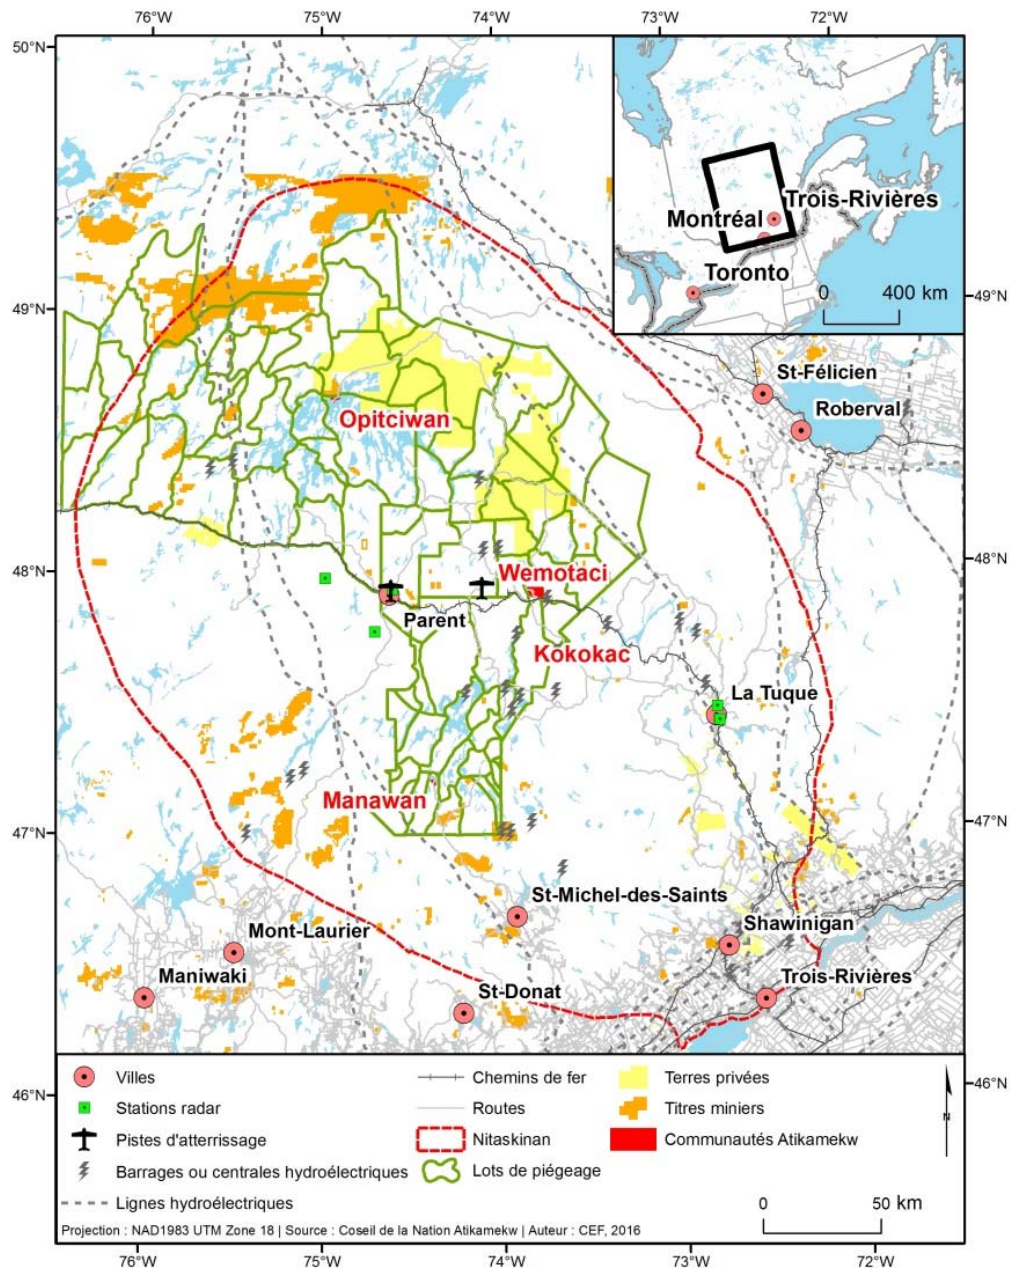 76°W 75°W 74°W 73°W 72°W
50°N
Trois-Rivières
Montréal
Toronto
0 400 km
49°N 49°N
St-Félicien
Roberval
Opitciwan
48°N 48°N
Wemotaci
Parent
Kokokac
La Tuque
Manawan
47°N 47°N
St-Michel-des-Saints
Shawinigan
Mont-Laurier
Maniwaki
Trois-Rivières
St-Donat
Villes Chemins de fer Terres privées
46°N 46°N
Stations radar Routes Titres miniers
N
Pistes d'atterrissage Nitaskinan Communautés Atikamekw
Barrages ou centrales hydroélectriques Lots de piégeage
Lignes hydroélectriques 0 50 km
Projection : NAD1983 UTM Zone 18 | Source : Coseil de la Nation Atikamekw | Auteur : CEF, 2016
76°W 75°W 74°W 73°W 72°W